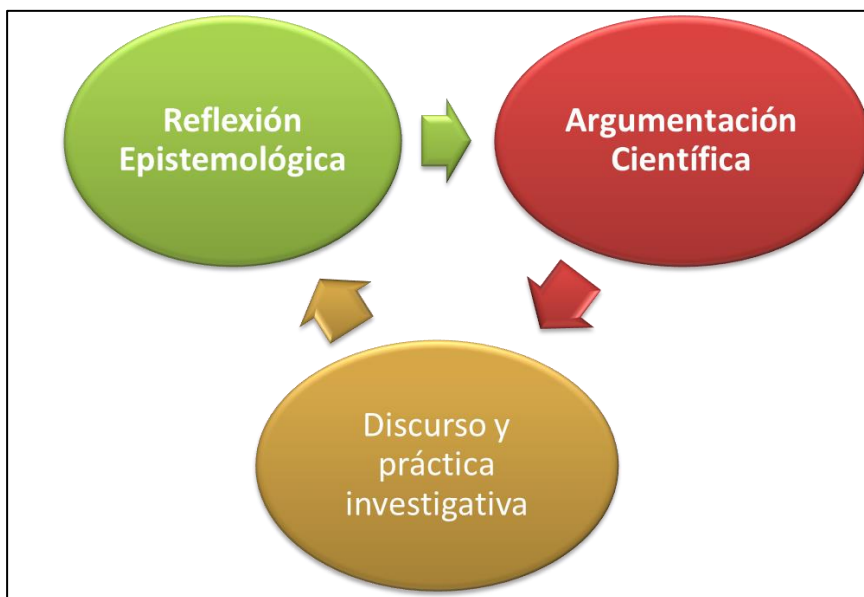 Reflexión
Epistemológica
Argumentación
Científica
Discurso y
práctica
investigativa